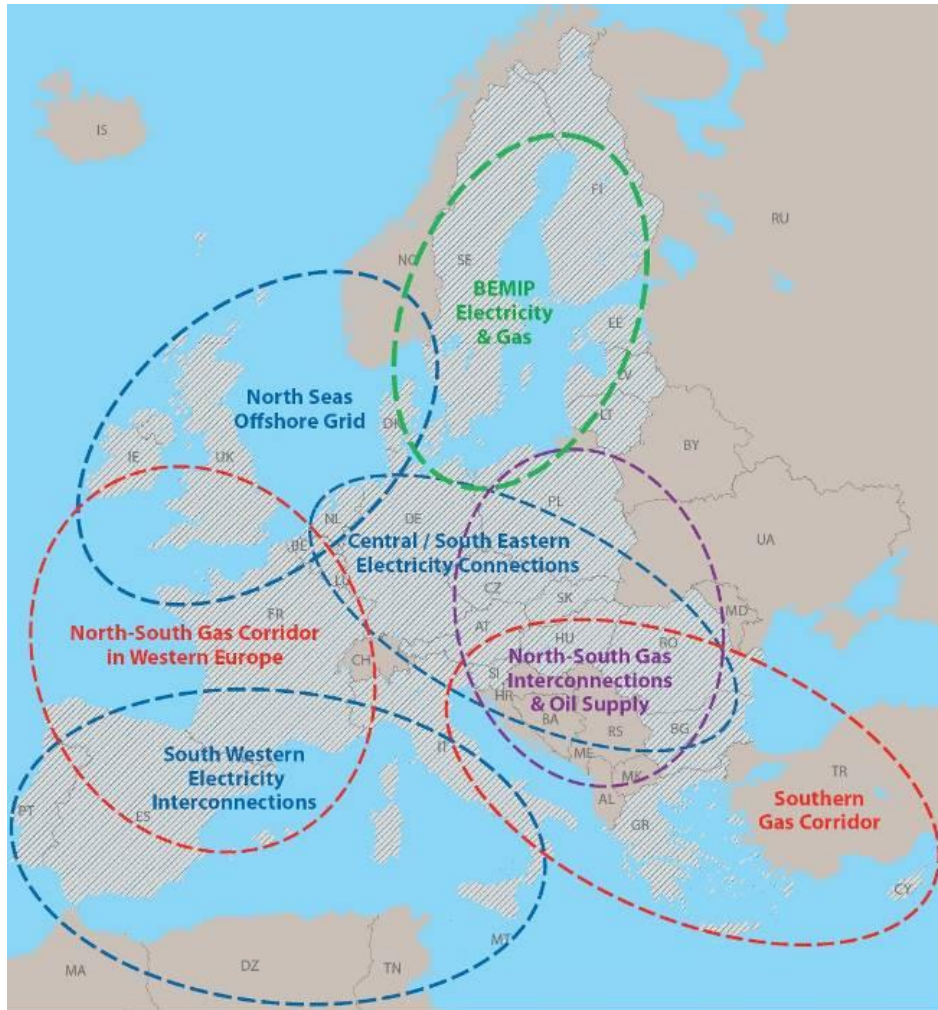 IS
FI
RU
NO
SE
BEMIP
Electricity
& Gas
EE
LV
LT
North Seas
Offshore Grid
DK
BY
IE
UK
PL
NL
DE
BE
Central / South Eastern
Electricity Connections
UA
LU
CZ
SK
MD
FR
AT
HU
RO
North-South Gas Corridor
in Western Europe
CH
SI
North-South Gas
Interconnections
& Oil Supply
HR
BA
RS
BG
South Western
Electricity
Interconnections
IT
ME
MK
TR
AL
Southern
Gas Corridor
PT
ES
GR
CY
MT
MA
DZ
TN